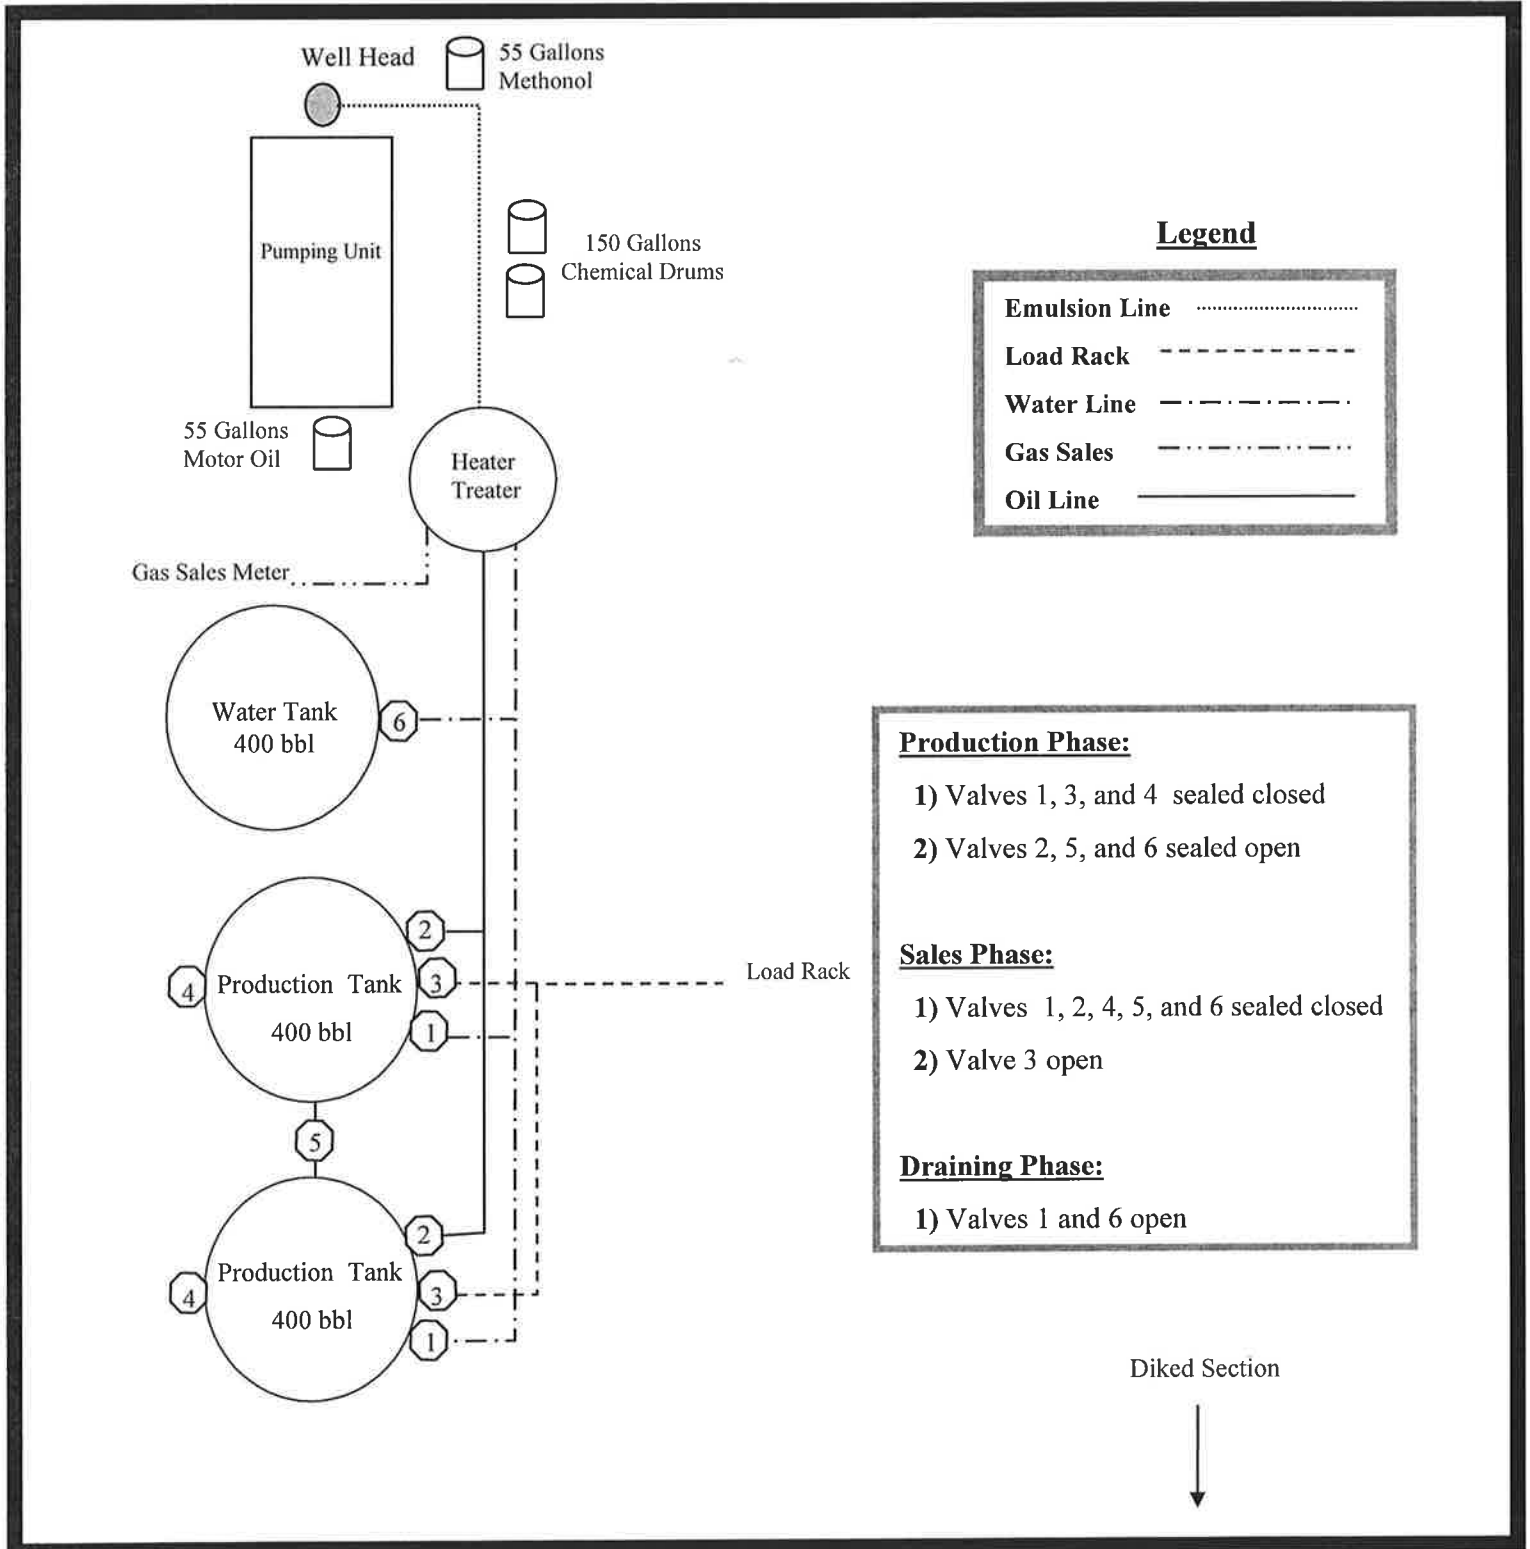 Well Head
55 Gallons
Methonol
Pumping Unit
150 Gallons
Chemical Drums
55 Gallons
Motor Oil
Heater
Treater
Gas Sales Meter
Water Tank
400 bbl
6
2
Production Tank
3
4
400 bbl
1
Load Rack
5
2
Production Tank
3
4
400 bbl
1
Legend
Emulsion Line
Load Rack
Water Line
Gas Sales
Oil Line
Production Phase:
1) Valves 1, 3, and 4 sealed closed
2) Valves 2, 5, and 6 sealed open
Sales Phase:
1) Valves 1, 2, 4, 5, and 6 sealed closed
2) Valve 3 open
Draining Phase:
1) Valves 1 and 6 open
Diked Section